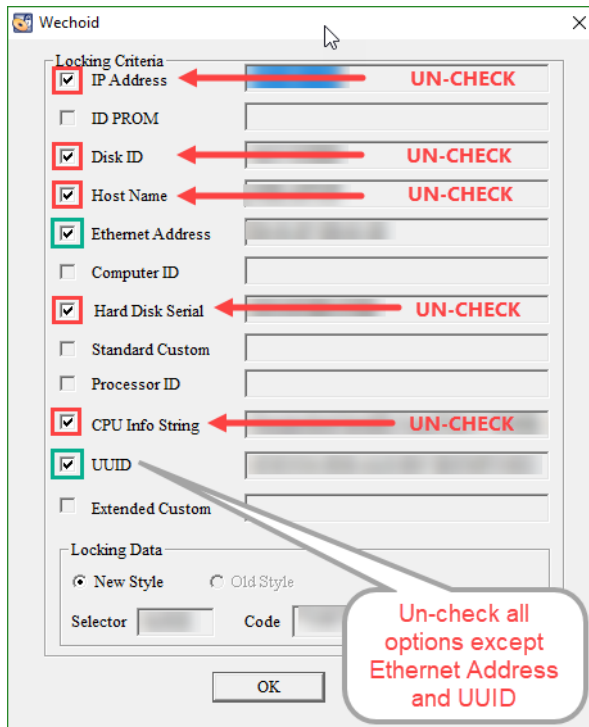 Wechoid
Locking Criteria
IP Address UN-CHECK
ID PROM
Disk ID UN-CHECK
Host Name UN-CHECK
Ethernet Address
Computer ID
Hard Disk Serial UN-CHECK
Standard Custom
Processor ID
CPU Info String UN-CHECK
UUID
Extended Custom
Locking Data
New Style Old Style
Selector Code
Un-check all
options except
Ethernet Address
and UUID
OK